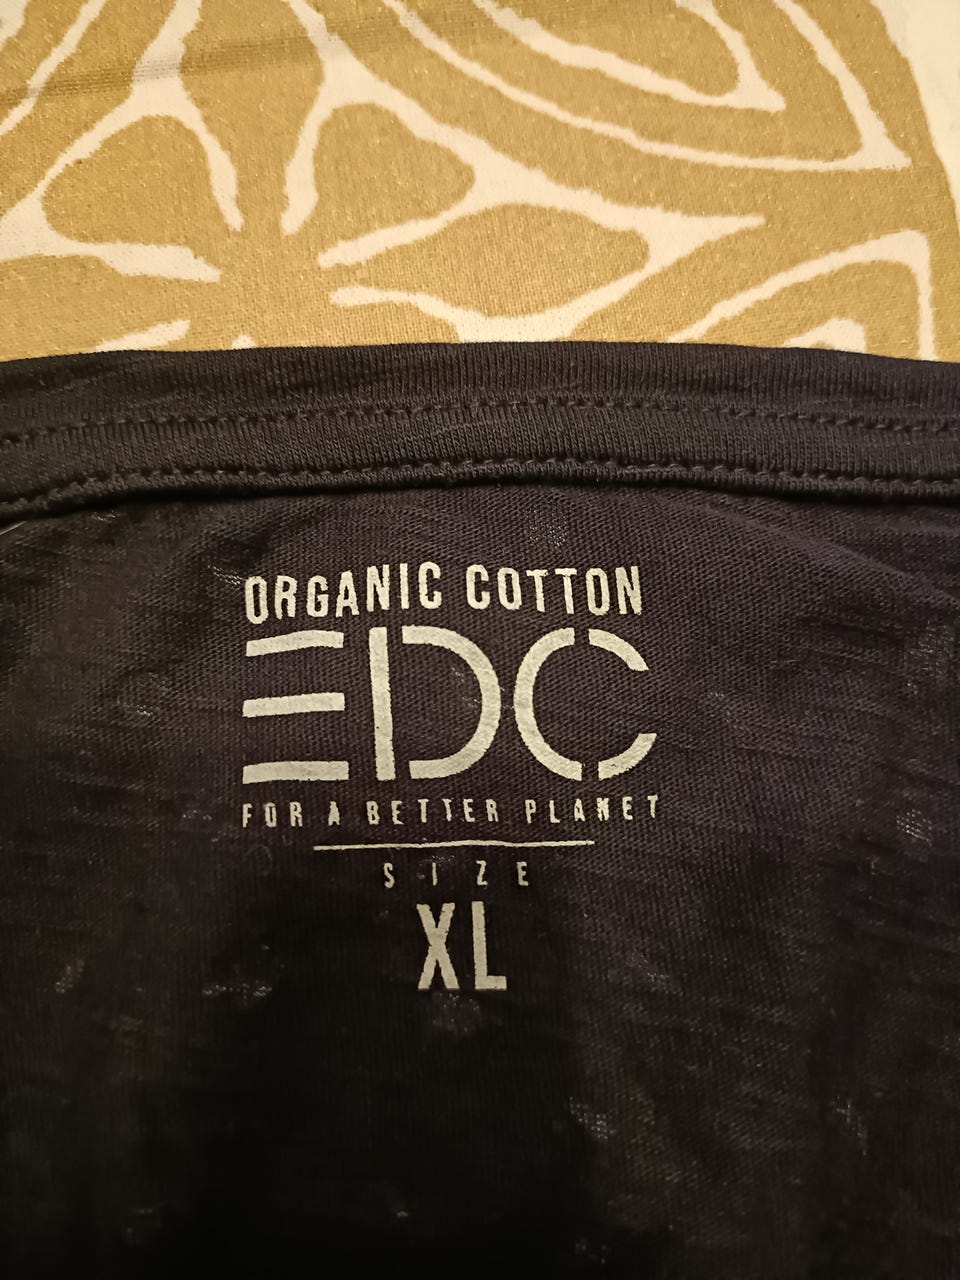 ORGANIC COTTON
EDC
FOR A BETTER PLANET
SIZE
XL